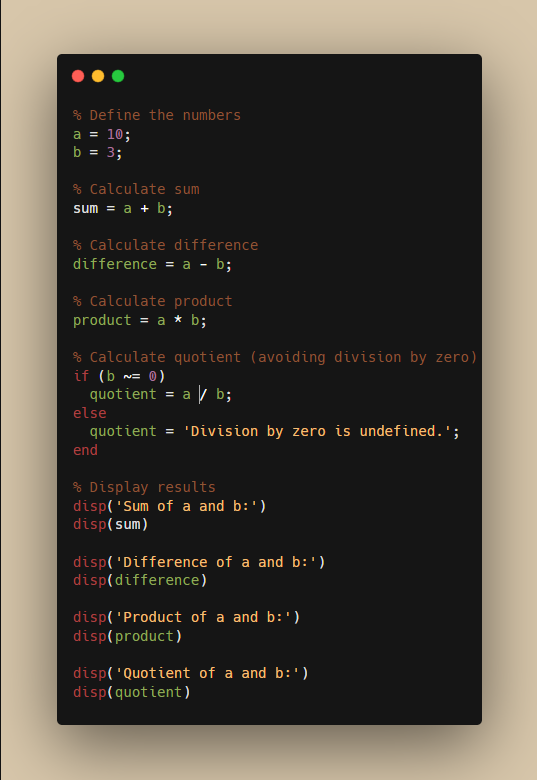 % Define the numbers
a = 10;
b = 3;

% Calculate sum
sum = a + b;

% Calculate difference
difference = a - b;

% Calculate product
product = a * b;

% Calculate quotient (avoiding division by zero)
if (b ~= 0)
  quotient = a / b;
else
  quotient = 'Division by zero is undefined.';
end

% Display results
disp('Sum of a and b:')
disp(sum)

disp('Difference of a and b:')
disp(difference)

disp('Product of a and b:')
disp(product)

disp('Quotient of a and b:')
disp(quotient)